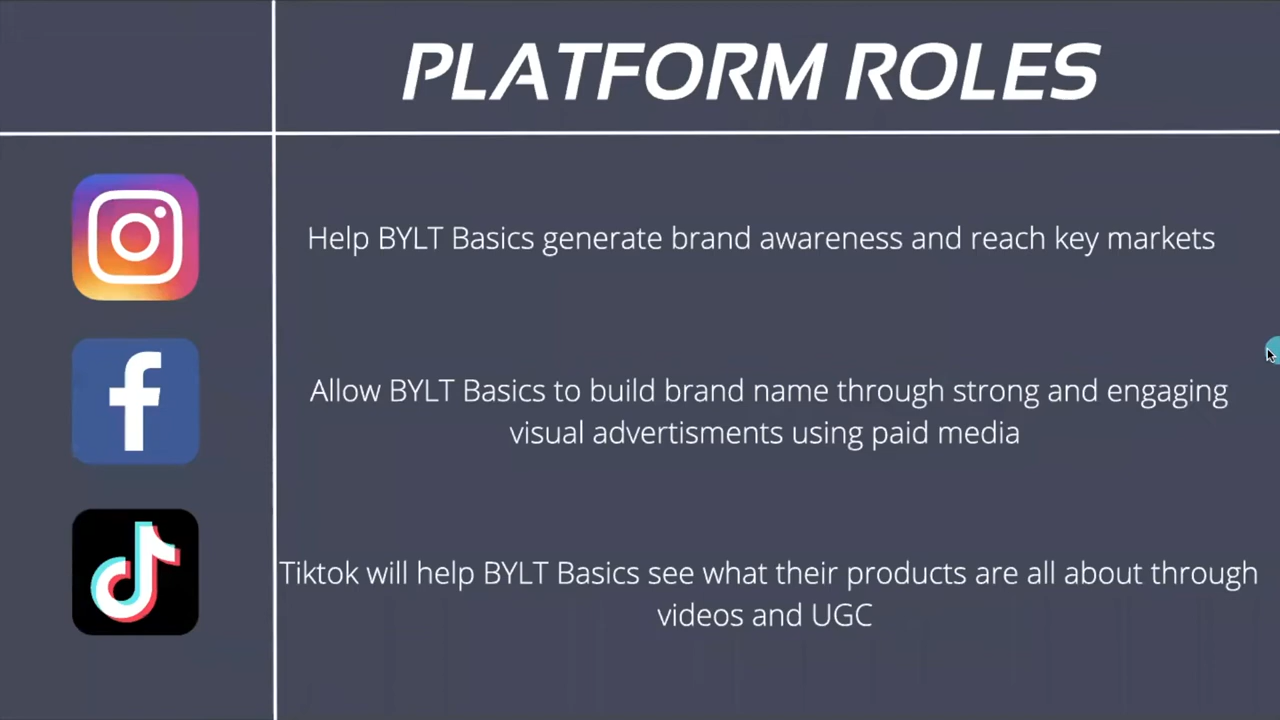 PLATFORM ROLES
Help BYLT Basics generate brand awareness and reach key markets
Allow BYLT Basics to build brand name through strong and engaging
visual advertisments using paid media
Tiktok will help BYLT Basics see what their products are all about through
videos and UGC